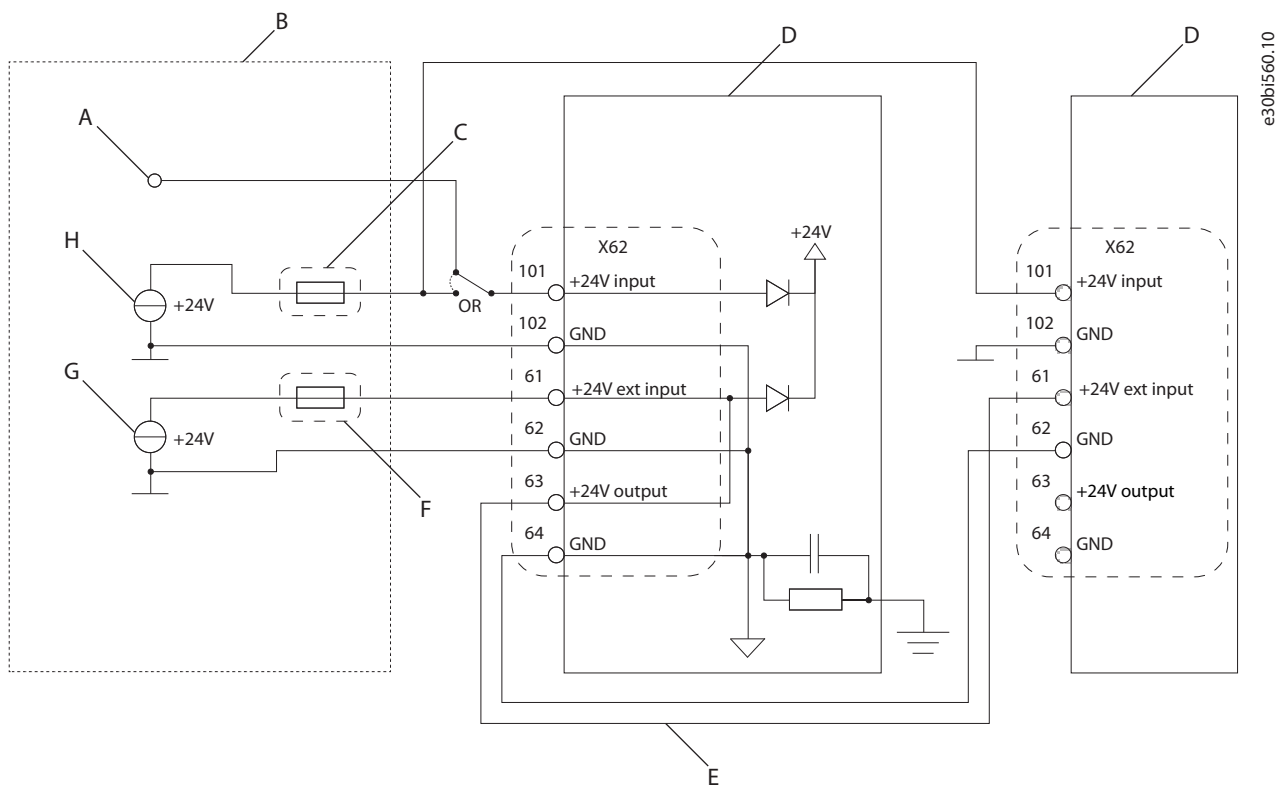 B
D
D
e30bi560.10
A
C
X62
+24V
X62
H
101
+24V input
101
+24V input
+24V
OR
102
GND
102
GND
G
61
+24V ext input
61
+24V ext input
+24V
62
GND
62
GND
F
63
+24V output
63
+24V output
64
GND
64
GND
E